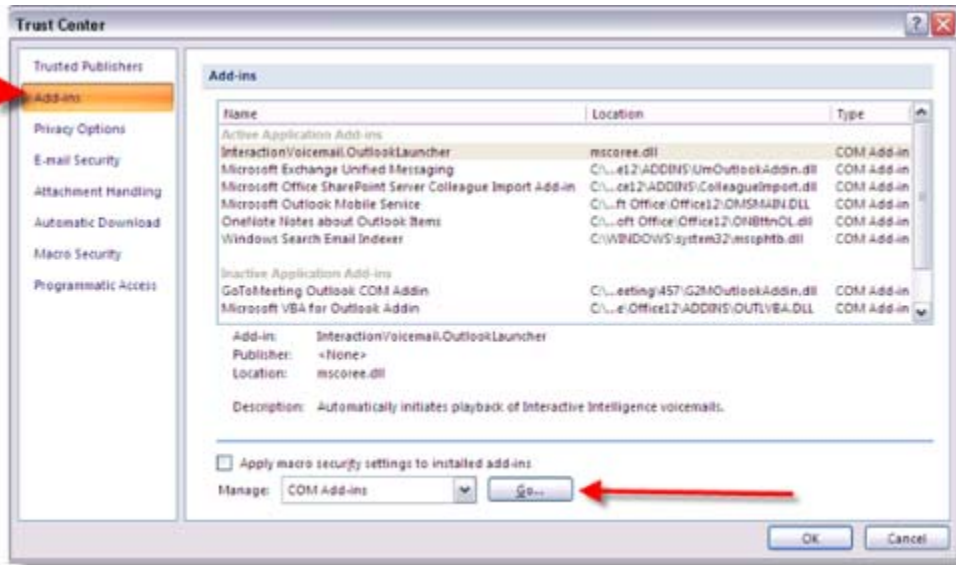 Trust Center
Trusted Publishers
Add-ins
Privacy Options
E-mail Security
Attachment Handling
Automatic Download
Macro Security
Programmatic Access
Add-ins
Name Location Type
Active Application Add-ins
InteractionVoicemail.OutlookLauncher mscoree.dll COM Add-in
Microsoft Exchange Unified Messaging C:\...e12\ADDINS\UmOutlookAddin.dll COM Add-in
Microsoft Office SharePoint Server Colleague Import Add-in C:\...ce12\ADDINS\ColleagueImport.dll COM Add-in
Microsoft Outlook Mobile Service C:\...ft Office\Office12\OMSMAIN.DLL COM Add-in
OneNote Notes about Outlook Items C:\...oft Office\Office12\ONBttnOL.dll COM Add-in
Windows Search Email Indexer C:\WINDOWS\system32\mssphtb.dll COM Add-in
Inactive Application Add-ins
GoToMeeting Outlook COM Addin C:\...eeting\457\G2MOutlookAddin.dll COM Add-in
Microsoft VBA for Outlook Addin C:\...e\Office12\ADDINS\OUTLVBA.DLL COM Add-in
Add-in: InteractionVoicemail.OutlookLauncher
Publisher: <None>
Location: mscoree.dll
Description: Automatically initiates playback of Interactive Intelligence voicemails.
Apply macro security settings to installed add-ins
Manage: COM Add-ins Go...
OK Cancel